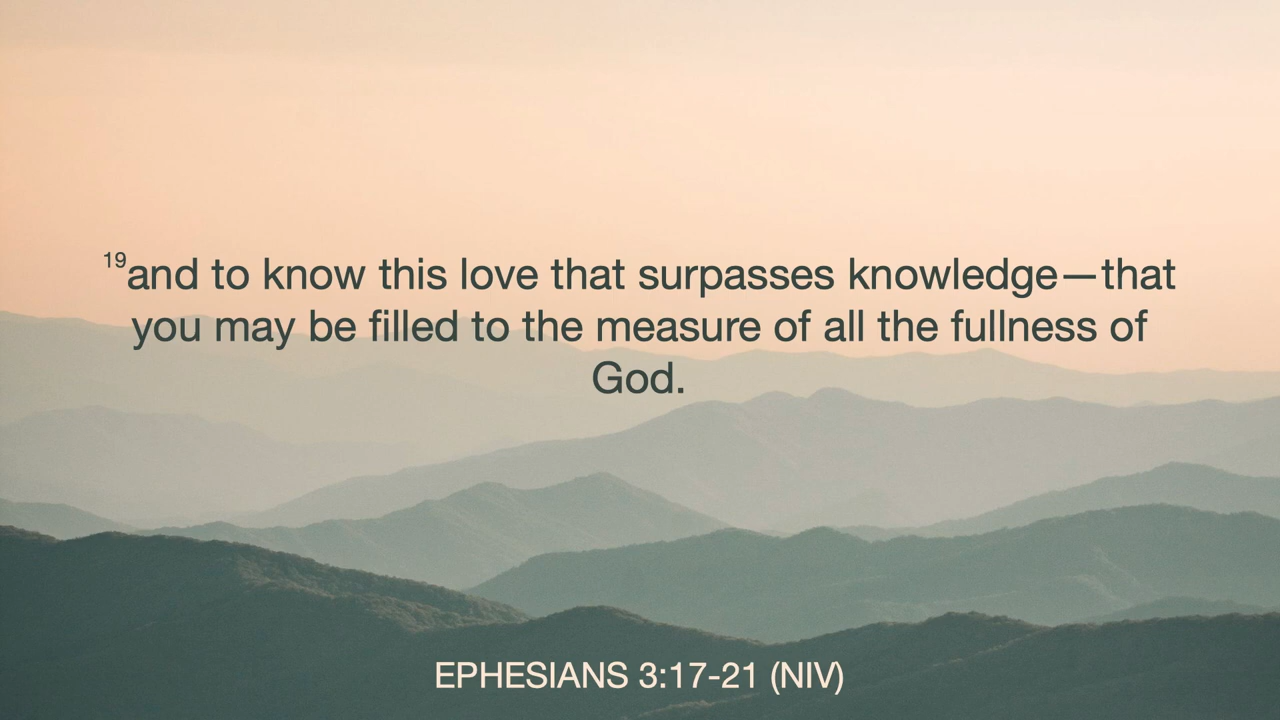 19and to know this love that surpasses knowledge—that
you may be filled to the measure of all the fullness of
God.
EPHESIANS 3:17-21 (NIV)